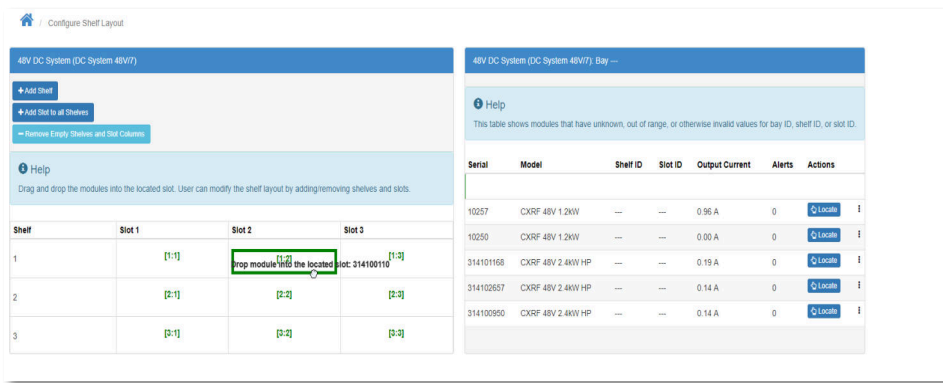 / Configure Shelf Layout
48V DC System (DC System 48V/7)
+ Add Shelf
+ Add Slot to all Shelves
− Remove Empty Shelves and Slot Columns
Help
Drag and drop the modules into the located slot. User can modify the shelf layout by adding/removing shelves and slots.
Shelf Slot 1 Slot 2 Slot 3
1 [1:1] [1:2] [1:3]
Drop module into the located slot: 314100110
2 [2:1] [2:2] [2:3]
3 [3:1] [3:2] [3:3]
48V DC System (DC System 48V/7): Bay ---
Help
This table shows modules that have unknown, out of range, or otherwise invalid values for bay ID, shelf ID, or slot ID.
Serial Model Shelf ID Slot ID Output Current Alerts Actions
10257 CXRF 48V 1.2kW --- --- 0.96 A 0 Locate
10250 CXRF 48V 1.2kW --- --- 0.00 A 0 Locate
314101168 CXRF 48V 2.4kW HP --- --- 0.19 A 0 Locate
314102657 CXRF 48V 2.4kW HP --- --- 0.14 A 0 Locate
314100950 CXRF 48V 2.4kW HP --- --- 0.14 A 0 Locate